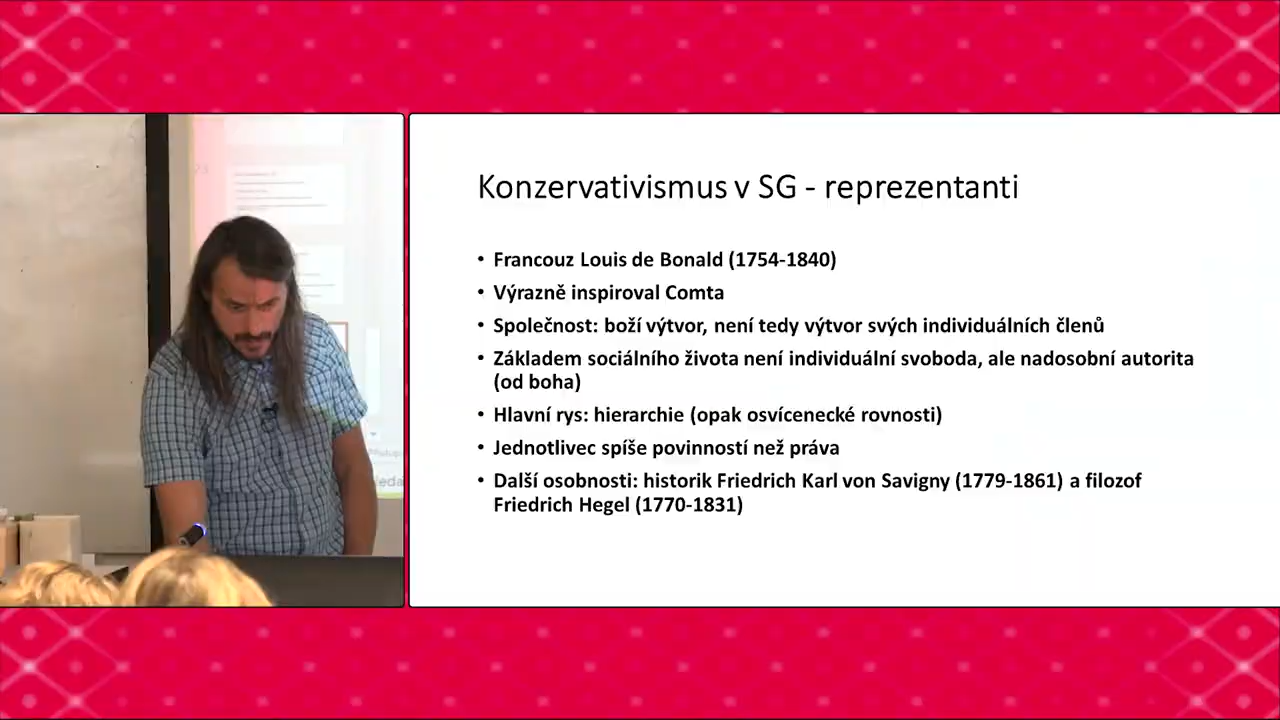 Konzervativismus v SG - reprezentanti
• Francouz Louis de Bonald (1754-1840)
• Výrazně inspiroval Comta
• Společnost: boží výtvor, není tedy výtvor svých individuálních členů
• Základem sociálního života není individuální svoboda, ale nadosobní autorita
(od boha)
• Hlavní rys: hierarchie (opak osvícenecké rovnosti)
• Jednotlivec spíše povinností než práva
• Další osobnosti: historik Friedrich Karl von Savigny (1779-1861) a filozof
Friedrich Hegel (1770-1831)